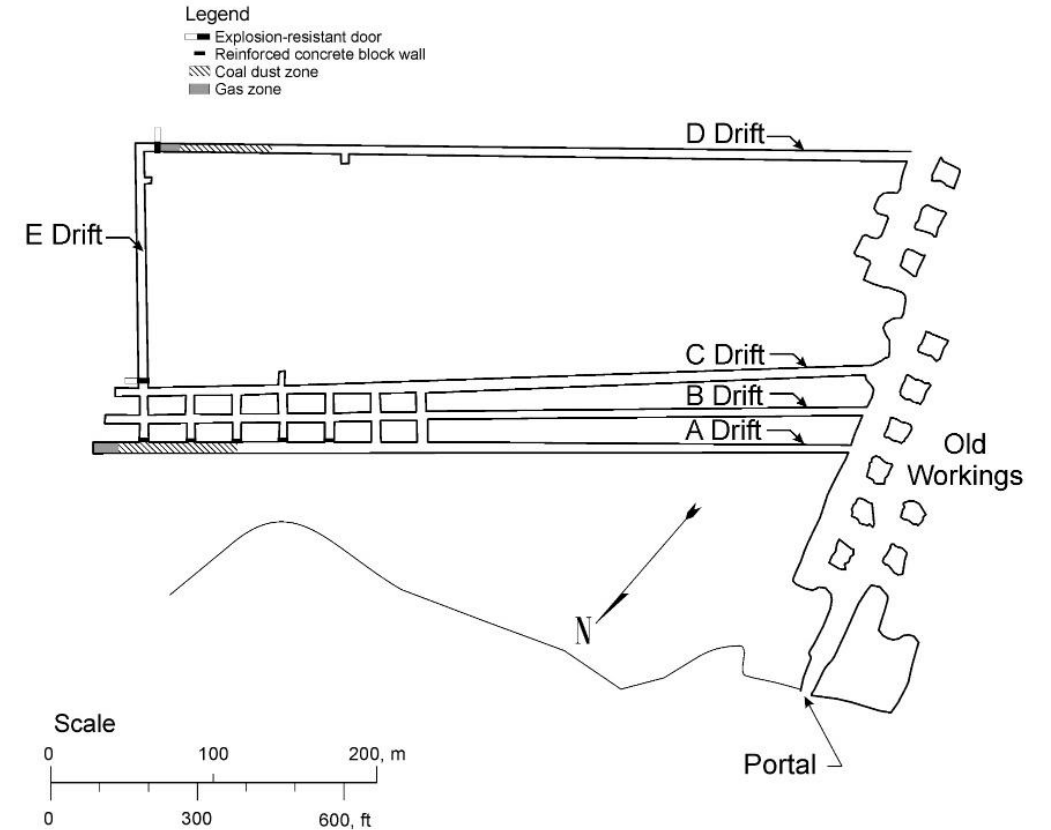 Legend
Explosion-resistant door
Reinforced concrete block wall
Coal dust zone
Gas zone
D Drift
E Drift
C Drift
B Drift
A Drift
Old
Workings
N
Scale
0 100 200, m
0 300 600, ft
Portal